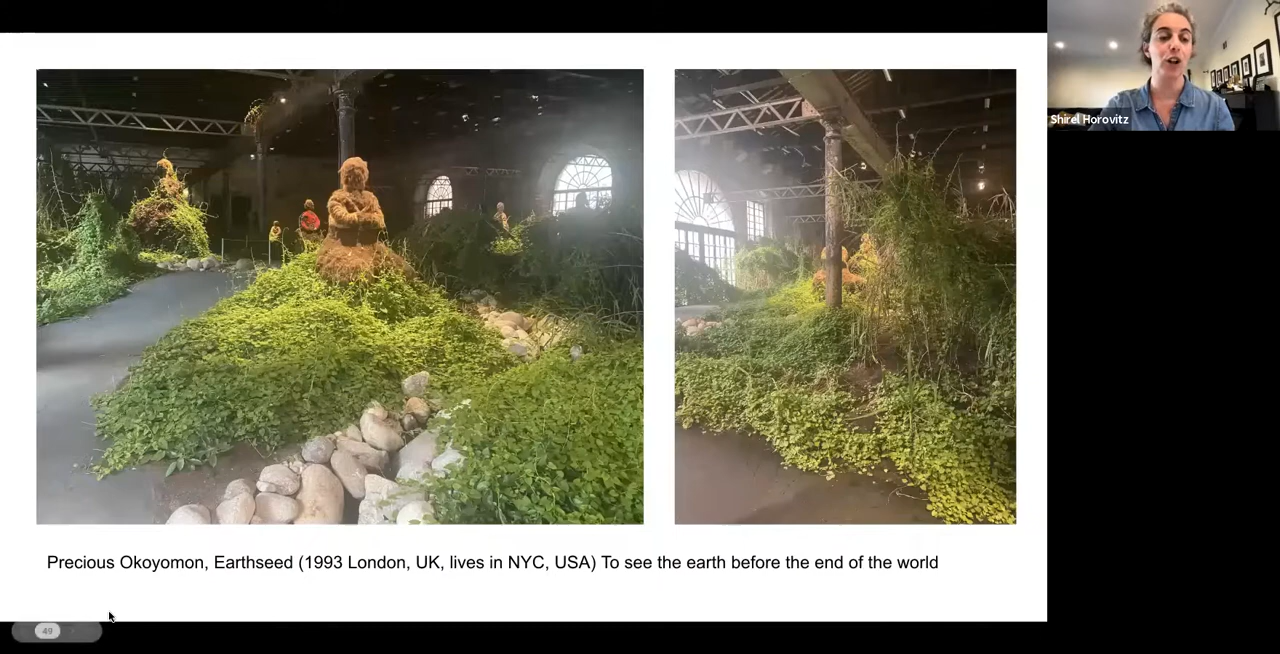 Shirel Horovitz
Precious Okoyomon, Earthseed (1993 London, UK, lives in NYC, USA) To see the earth before the end of the world
49